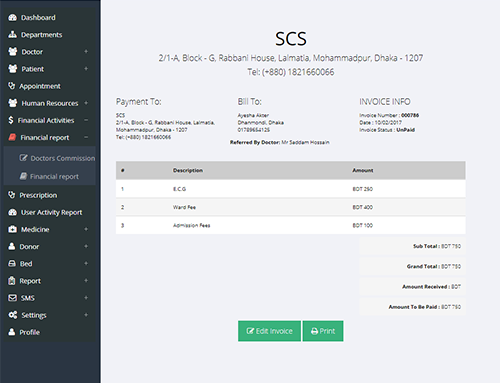 Dashboard
Departments
Doctor +
Patient +
Appointment
Human Resources +
Financial Activities −
Financial report −
Doctors Commission
Financial report
Prescription
User Activity Report
Medicine +
Donor +
Bed +
Report +
SMS +
Settings +
Profile
SCS
2/1-A, Block - G, Rabbani House, Lalmatia, Mohammadpur, Dhaka - 1207
Tel: (+880) 1821660066
Payment To:
SCS
2/1-A, Block - G, Rabbani House, Lalmatia,
Mohammadpur, Dhaka - 1207
Tel: (+880) 1821660066
Bill To:
Ayesha Akter
Dhanmondi, Dhaka
01789654125
Referred By Doctor: Mr Saddam Hossain
INVOICE INFO
Invoice Number : 000786
Date : 10/02/2017
Invoice Status : UnPaid
# Description Amount
1 E.C.G BDT 250
2 Ward Fee BDT 400
3 Admission Fees BDT 100
Sub Total : BDT 750
Grand Total : BDT 750
Amount Received : BDT
Amount To Be Paid : BDT 750
Edit Invoice
Print